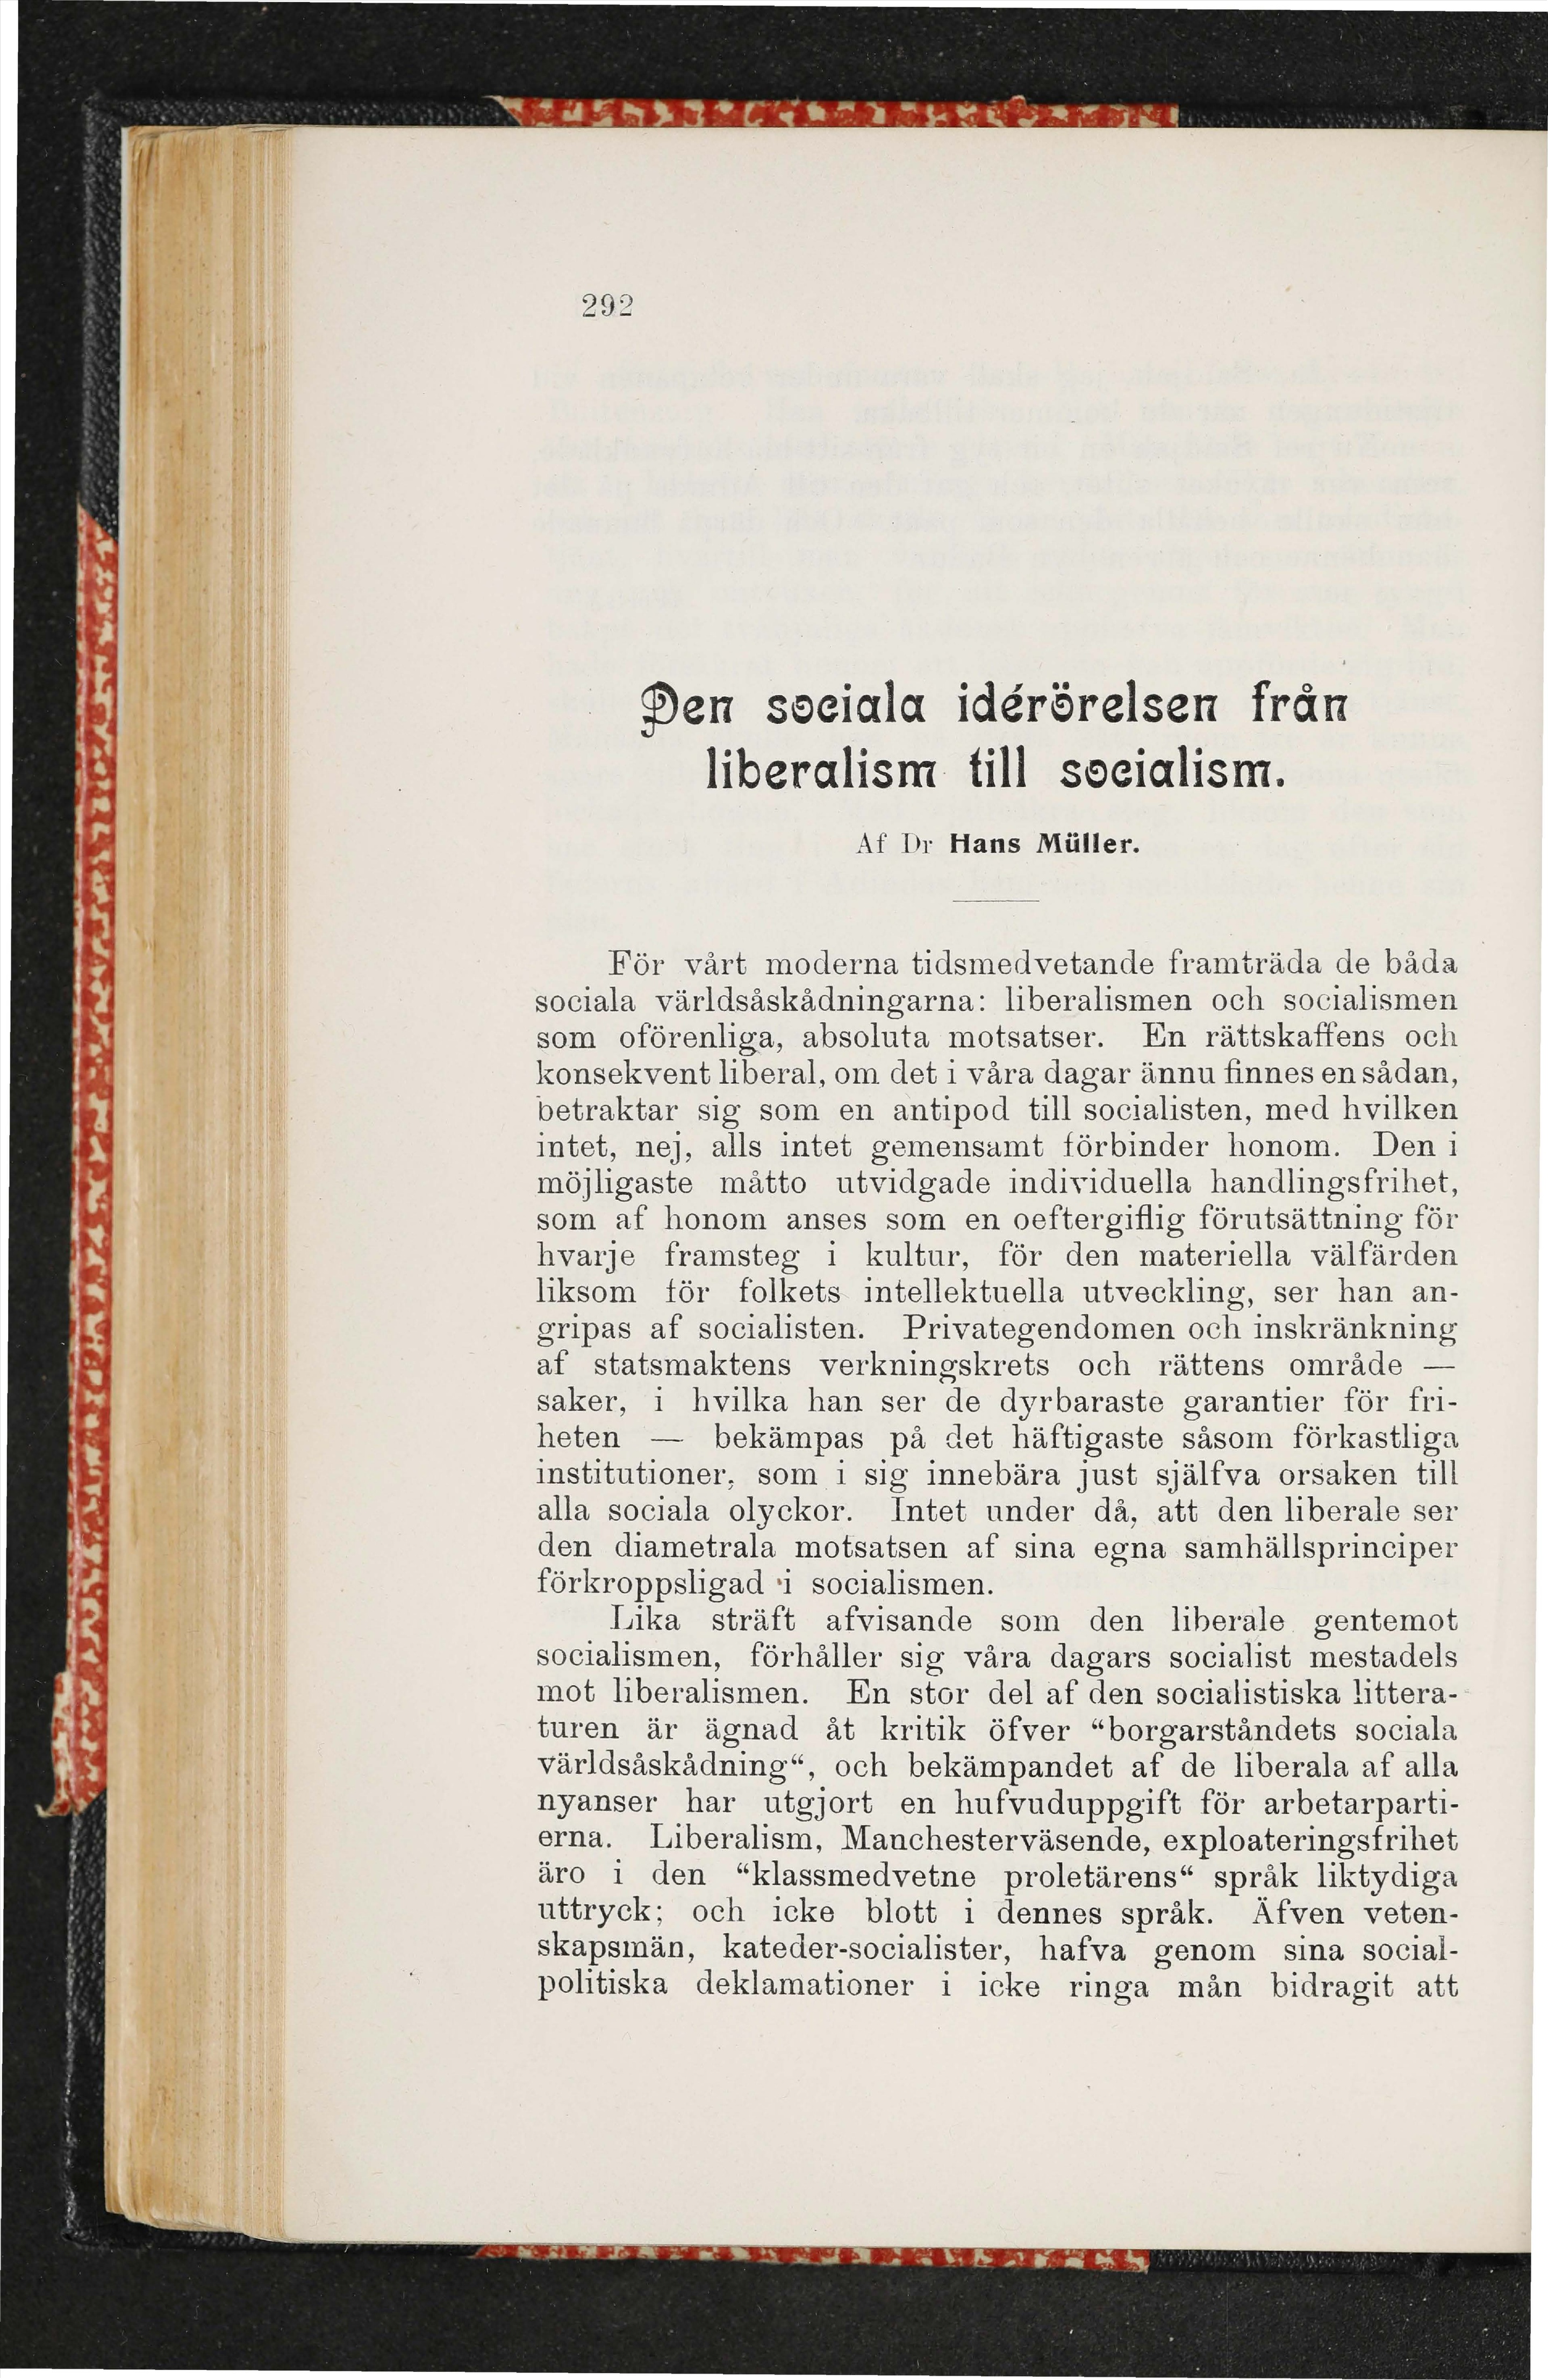 292
Den sociala idérörelsen från
liberalism till socialism.
Af Dr Hans Müller.
För vårt moderna tidsmedvetande framträda de båda
sociala världsåskådningarna: liberalismen och socialismen
som oförenliga, absoluta motsatser. En rättskaffens och
konsekvent liberal, om det i våra dagar ännu finnes en sådan,
betraktar sig som en antipod till socialisten, med hvilken
intet, nej, alls intet gemensamt förbinder honom. Den i
möjligaste måtto utvidgade individuella handlingsfrihet,
som af honom anses som en oeftergiflig förutsättning för
hvarje framsteg i kultur, för den materiella välfärden
liksom för folkets intellektuella utveckling, ser han an-
gripas af socialisten. Privategendomen och inskränkning
af statsmaktens verkningskrets och rättens område —
saker, i hvilka han ser de dyrbaraste garantier för fri-
heten — bekämpas på det häftigaste såsom förkastliga
institutioner, som i sig innebära just själfva orsaken till
alla sociala olyckor. Intet under då, att den liberale ser
den diametrala motsatsen af sina egna samhällsprinciper
förkroppsligad i socialismen.
Lika sträft afvisande som den liberale gentemot
socialismen, förhåller sig våra dagars socialist mestadels
mot liberalismen. En stor del af den socialistiska littera-
turen är ägnad åt kritik öfver “borgarståndets sociala
världsåskådning“, och bekämpandet af de liberala af alla
nyanser har utgjort en hufvuduppgift för arbetarparti-
erna. Liberalism, Manchesterväsende, exploateringsfrihet
äro i den “klassmedvetne proletärens“ språk liktydiga
uttryck; och icke blott i dennes språk. Äfven veten-
skapsmän, kateder-socialister, hafva genom sina social-
politiska deklamationer i icke ringa mån bidragit att